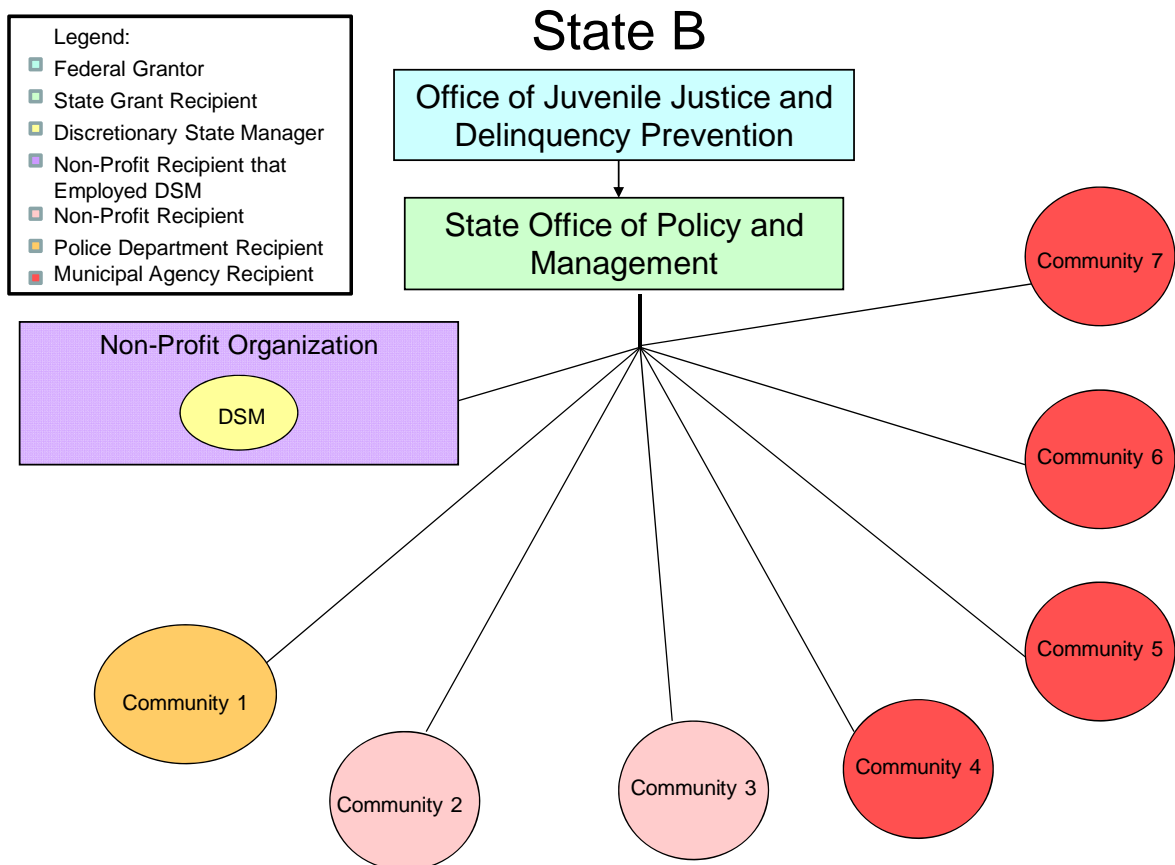 State B
Legend:
Federal Grantor
State Grant Recipient
Discretionary State Manager
Non-Profit Recipient that
Employed DSM
Non-Profit Recipient
Police Department Recipient
Municipal Agency Recipient
Office of Juvenile Justice and
Delinquency Prevention
State Office of Policy and
Management
Non-Profit Organization
DSM
Community 7
Community 6
Community 5
Community 1
Community 2
Community 3
Community 4